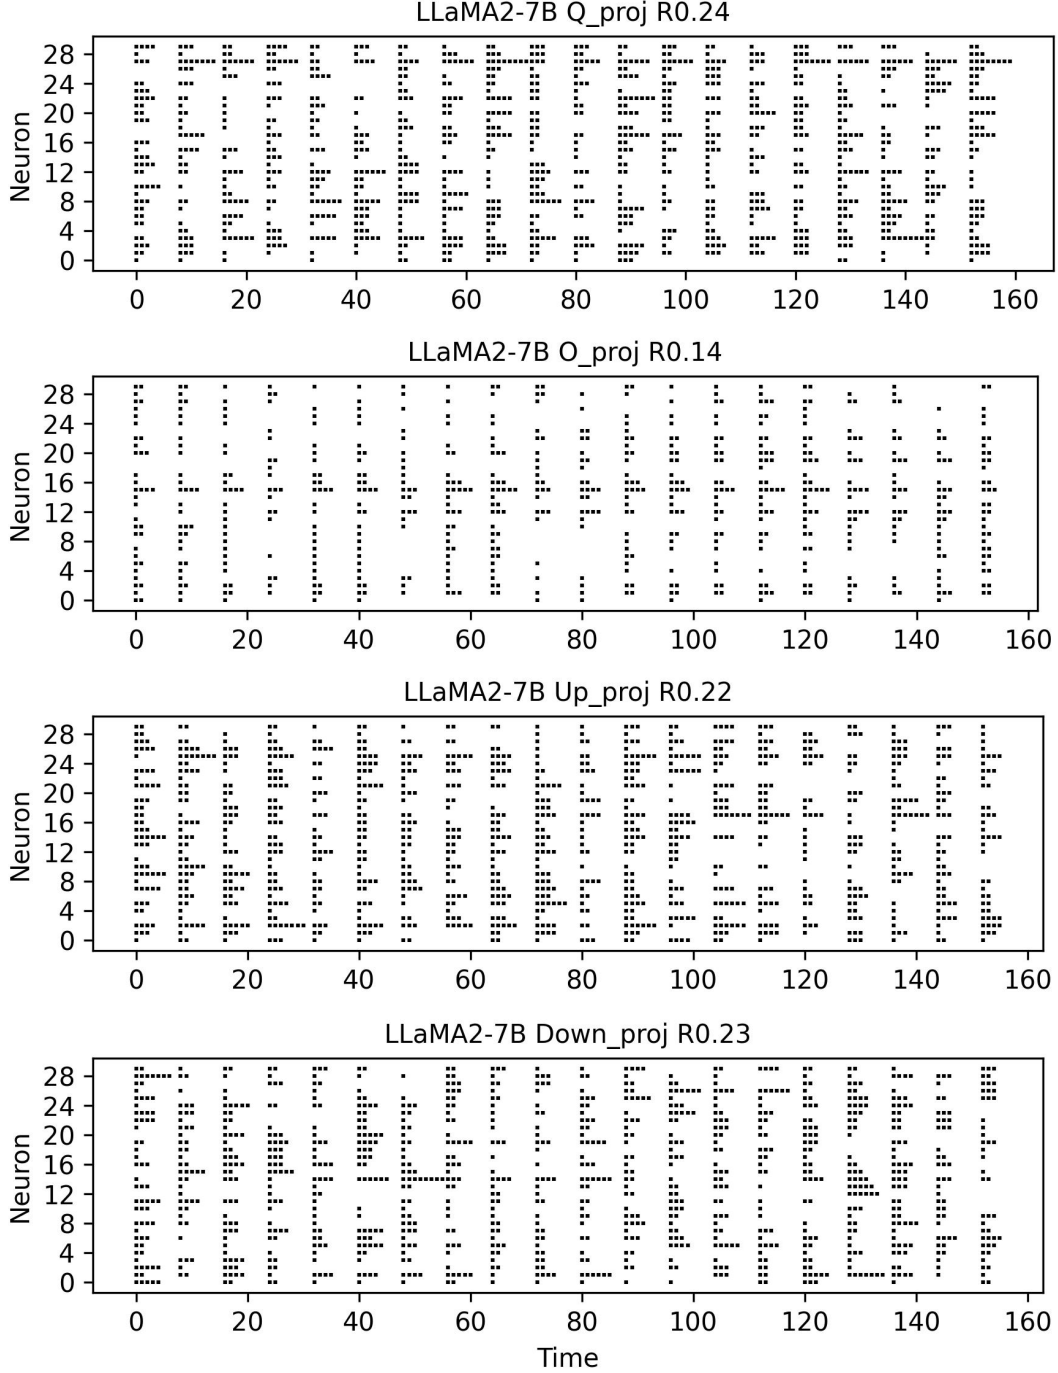 LLaMA2-7B Q_proj R0.24
Neuron
28
24
20
16
12
8
4
0
0 20 40 60 80 100 120 140 160
LLaMA2-7B O_proj R0.14
Neuron
28
24
20
16
12
8
4
0
0 20 40 60 80 100 120 140 160
LLaMA2-7B Up_proj R0.22
Neuron
28
24
20
16
12
8
4
0
0 20 40 60 80 100 120 140 160
LLaMA2-7B Down_proj R0.23
Neuron
28
24
20
16
12
8
4
0
0 20 40 60 80 100 120 140 160
Time